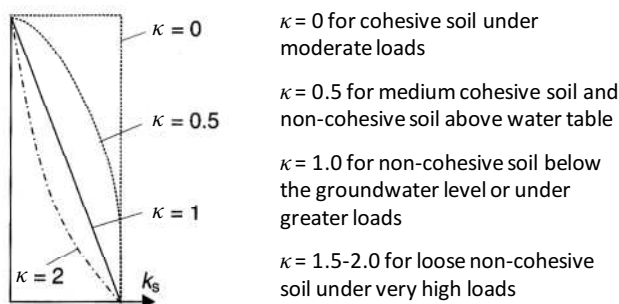 κ = 0
κ = 0.5
κ = 1
κ = 2
kₛ
κ = 0 for cohesive soil under
moderate loads
κ = 0.5 for medium cohesive soil and
non-cohesive soil above water table
κ = 1.0 for non-cohesive soil below
the groundwater level or under
greater loads
κ = 1.5-2.0 for loose non-cohesive
soil under very high loads